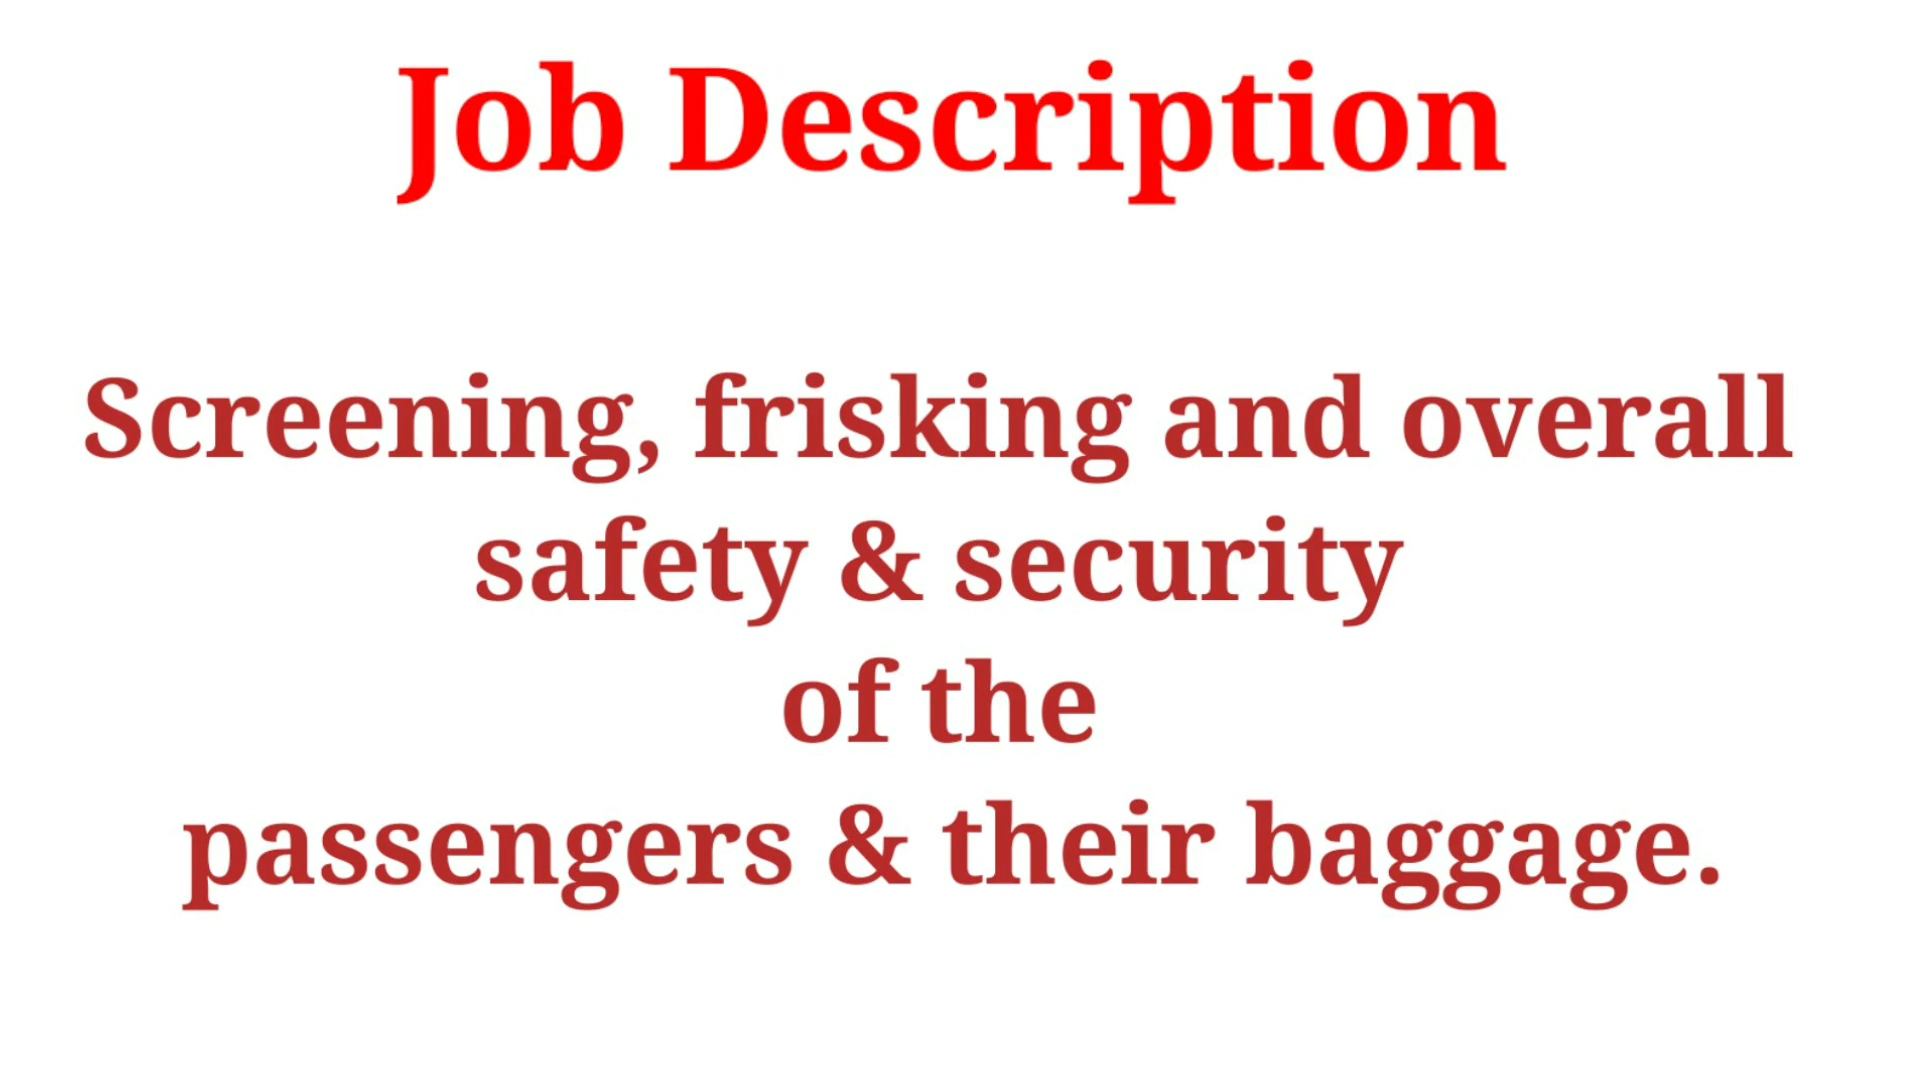 Job Description
Screening, frisking and overall
safety & security
of the
passengers & their baggage.